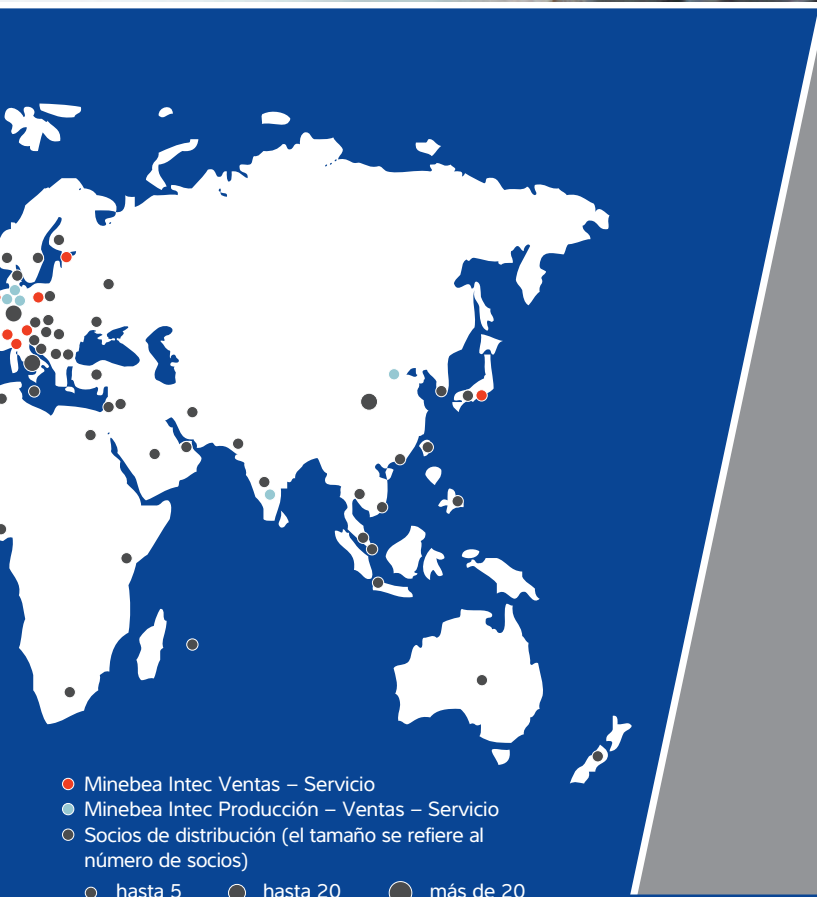 Minebea Intec Ventas – Servicio
Minebea Intec Producción – Ventas – Servicio
Socios de distribución (el tamaño se refiere al
número de socios)
hasta 5 hasta 20 más de 20